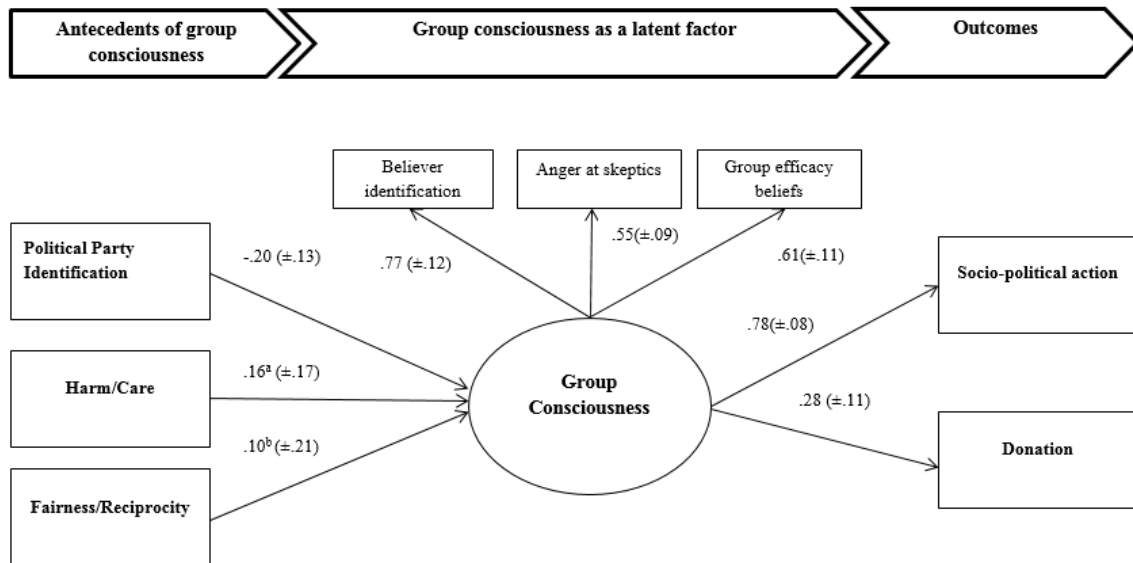 Antecedents of group
consciousness
Group consciousness as a latent factor
Outcomes
Believer
identification
Anger at skeptics
Group efficacy
beliefs
Political Party
Identification
-.20 (±.13)
.77 (±.12)
.55(±.09)
.61(±.11)
Socio-political action
.78(±.08)
Harm/Care
.16ª (±.17)
Group
Consciousness
.28 (±.11)
Donation
.10ᵇ (±.21)
Fairness/Reciprocity